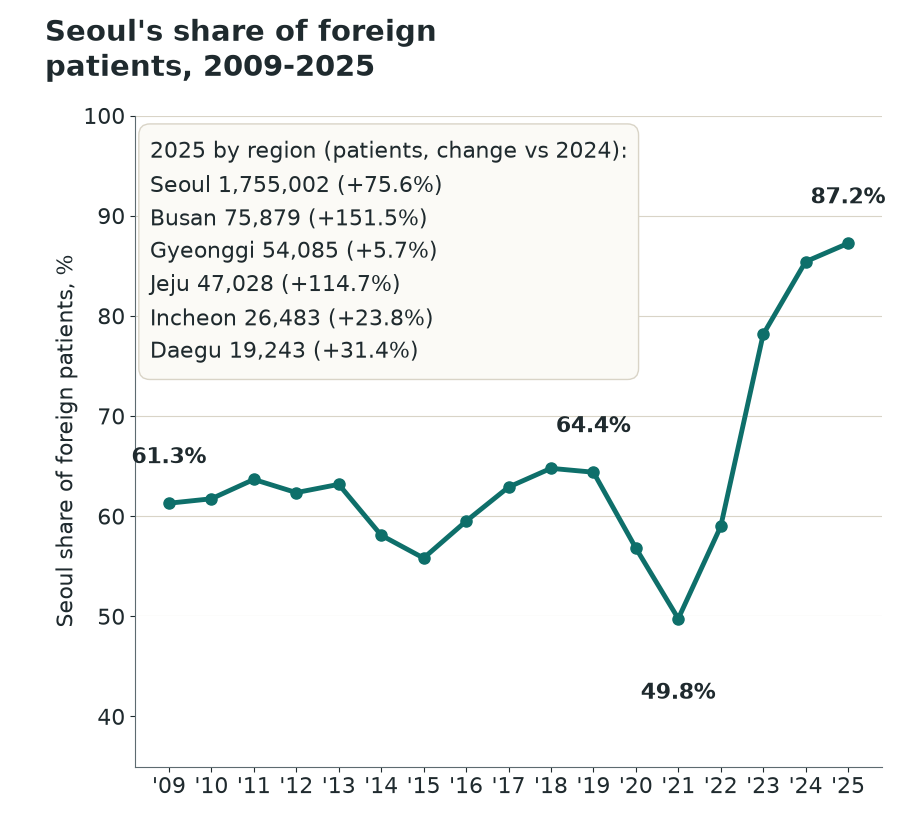 Seoul's share of foreign
patients, 2009-2025
100
90
80
70
60
50
40
Seoul share of foreign patients, %
2025 by region (patients, change vs 2024):
Seoul 1,755,002 (+75.6%)
Busan 75,879 (+151.5%)
Gyeonggi 54,085 (+5.7%)
Jeju 47,028 (+114.7%)
Incheon 26,483 (+23.8%)
Daegu 19,243 (+31.4%)
61.3%
64.4%
49.8%
87.2%
'09 '10 '11 '12 '13 '14 '15 '16 '17 '18 '19 '20 '21 '22 '23 '24 '25